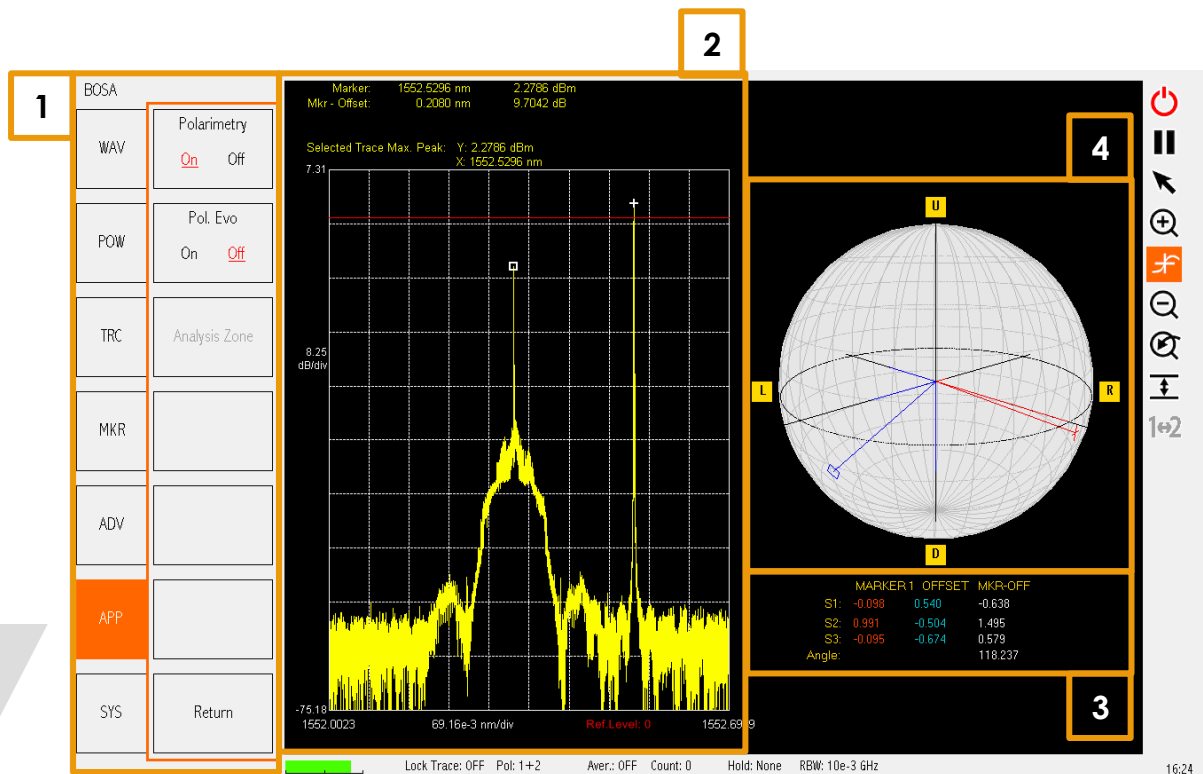 2
1
BOSA
WAV
Polarimetry
On Off
POW
Pol. Evo
On Off
TRC
Analysis Zone
MKR
ADV
APP
SYS
Return
Marker: 1552.5296 nm 2.2786 dBm
Mkr - Offset: 0.2080 nm 9.7042 dB
Selected Trace Max. Peak: Y: 2.2786 dBm
X: 1552.5296 nm
7.31
8.25
dB/div
-75.18
1552.0023 69.16e-3 nm/div Ref.Level: 0
4
U
L
R
D
MARKER 1 OFFSET MKR-OFF
S1: -0.098 0.540 -0.638
S2: 0.991 -0.504 1.495
S3: -0.095 -0.674 0.579
Angle: 118.237
3
1⇔2
Lock Trace: OFF Pol: 1+2 Aver.: OFF Count: 0 Hold: None RBW: 10e-3 GHz
16:24